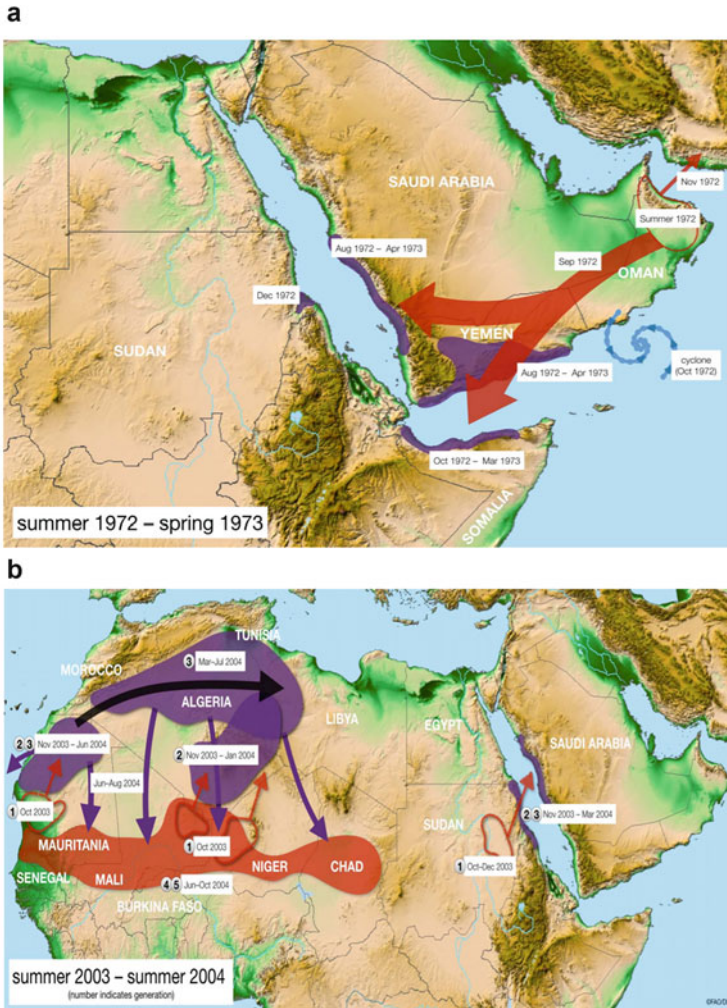 a
SAUDI ARABIA
Nov 1972
Summer 1972
Aug 1972 – Apr 1973
Sep 1972
OMAN
Dec 1972
SUDAN
YEMEN
cyclone
(Oct 1972)
Aug 1972 – Apr 1973
Oct 1972 – Mar 1973
SOMALIA
summer 1972 – spring 1973
b
TUNISIA
MOROCCO
3 Mar–Jul 2004
ALGERIA
LIBYA
EGYPT
SAUDI ARABIA
2 3 Nov 2003 – Jun 2004
2 Nov 2003 – Jan 2004
Jun–Aug 2004
1 Oct 2003
SUDAN
2 3 Nov 2003 – Mar 2004
MAURITANIA
1 Oct 2003
1 Oct–Dec 2003
NIGER
CHAD
SENEGAL
MALI
4 5 Jun–Oct 2004
BURKINA FASO
summer 2003 – summer 2004
(number indicates generation)